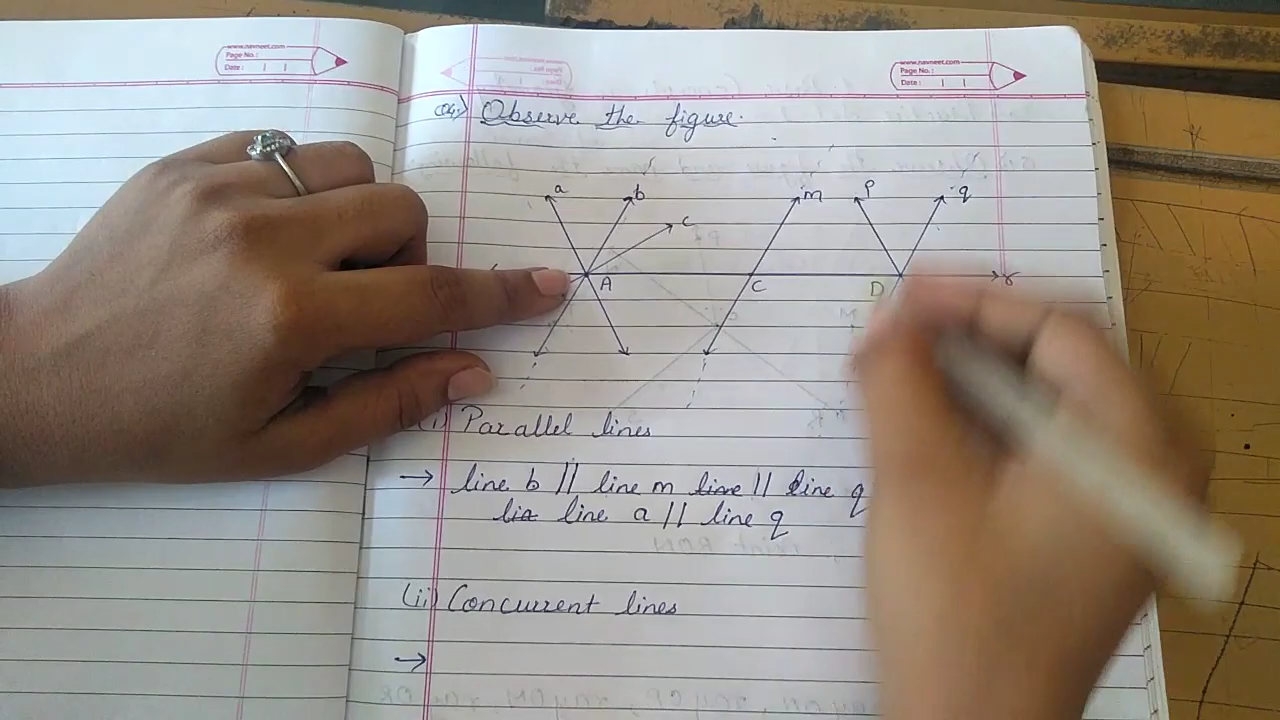 www.navneet.com
Page No. :
Date :
www.navneet.com
Page No. :
Date :
Q4) Observe the figure.
a b c m p q
A C D r
(i) Parallel lines
→ line b // line m line // line q
lin line a // line q
(ii) Concurrent lines
→